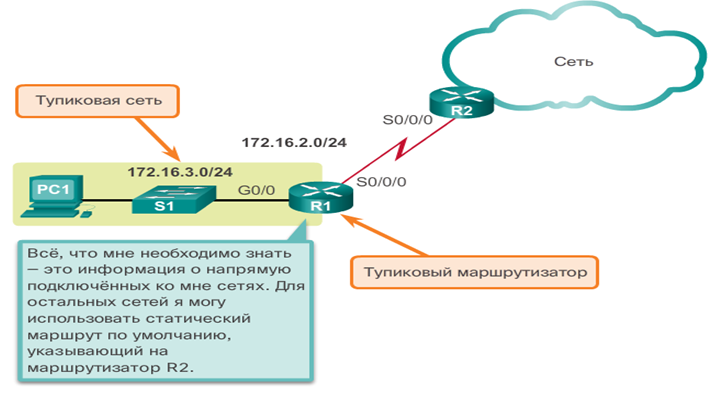 Сеть
Тупиковая сеть
R2
S0/0/0
172.16.2.0/24
172.16.3.0/24
PC1
S1
G0/0
R1
S0/0/0
Всё, что мне необходимо знать
– это информация о напрямую
подключённых ко мне сетях. Для
остальных сетей я могу
использовать статический
маршрут по умолчанию,
указывающий на
маршрутизатор R2.
Тупиковый маршрутизатор